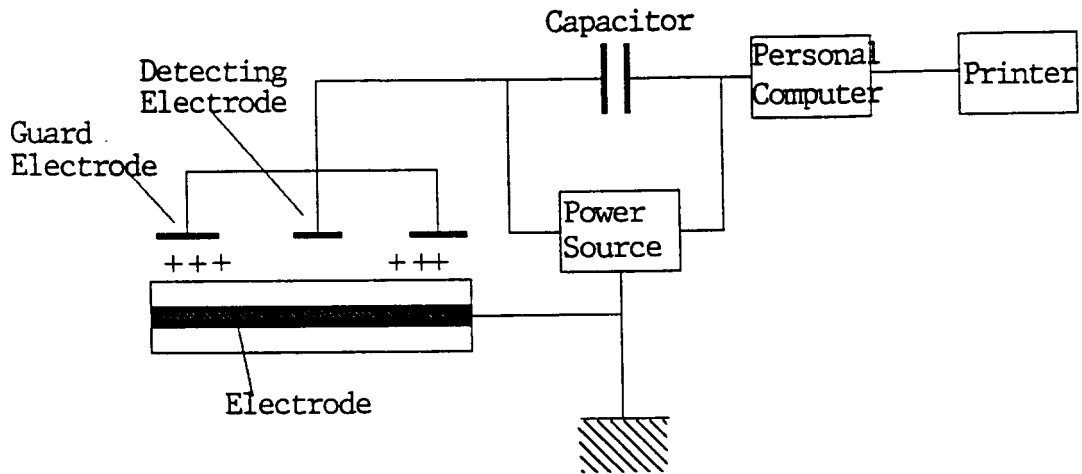 Capacitor
Detecting
Electrode
Guard
Electrode
Personal
Computer
Printer
Power
Source
+++
+++
Electrode